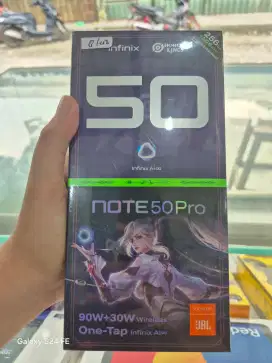 infinix
256
50
Infinix AI∞
NOTE 50 Pro
90W+30W Wireless
One-Tap Infinix AI∞
JBL
Galaxy S24 FE